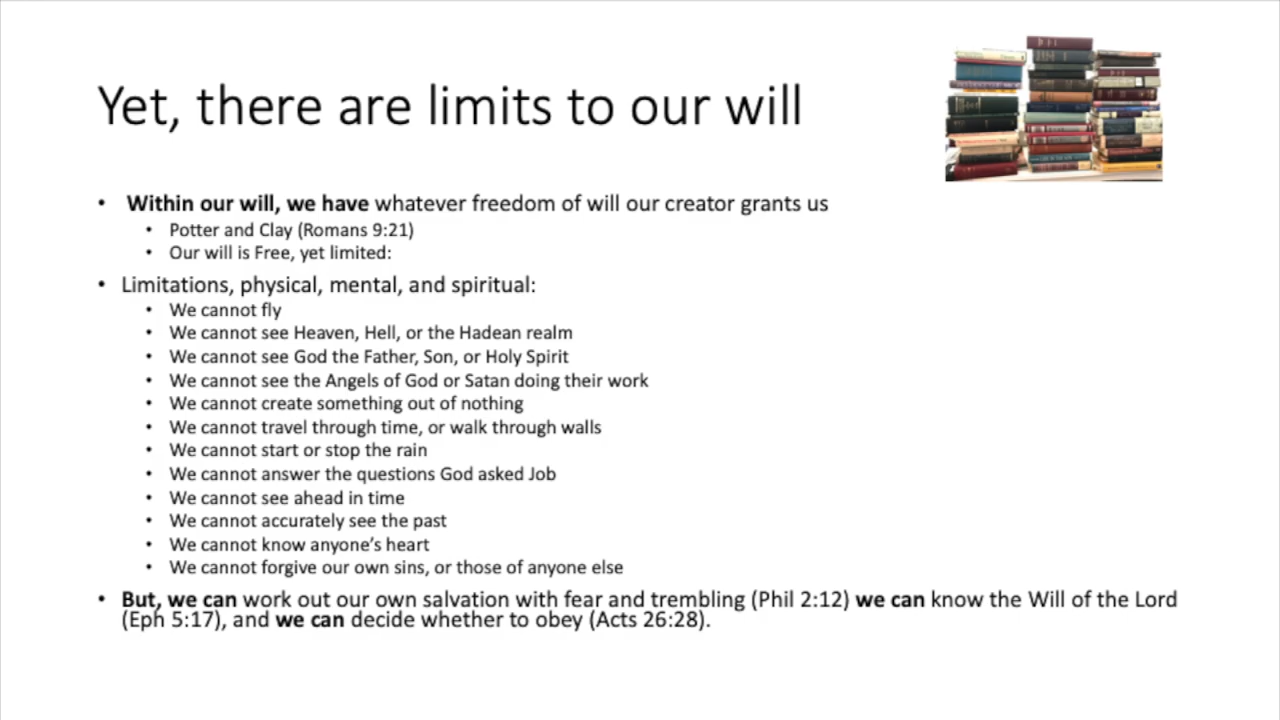 Yet, there are limits to our will
• Within our will, we have whatever freedom of will our creator grants us
• Potter and Clay (Romans 9:21)
• Our will is Free, yet limited:
• Limitations, physical, mental, and spiritual:
• We cannot fly
• We cannot see Heaven, Hell, or the Hadean realm
• We cannot see God the Father, Son, or Holy Spirit
• We cannot see the Angels of God or Satan doing their work
• We cannot create something out of nothing
• We cannot travel through time, or walk through walls
• We cannot start or stop the rain
• We cannot answer the questions God asked Job
• We cannot see ahead in time
• We cannot accurately see the past
• We cannot know anyone’s heart
• We cannot forgive our own sins, or those of anyone else
• But, we can work out our own salvation with fear and trembling (Phil 2:12) we can know the Will of the Lord
(Eph 5:17), and we can decide whether to obey (Acts 26:28).